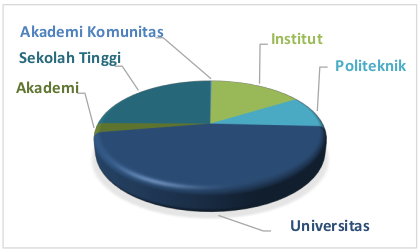 Akademi Komunitas
Institut
Sekolah Tinggi
Politeknik
Akademi
Universitas